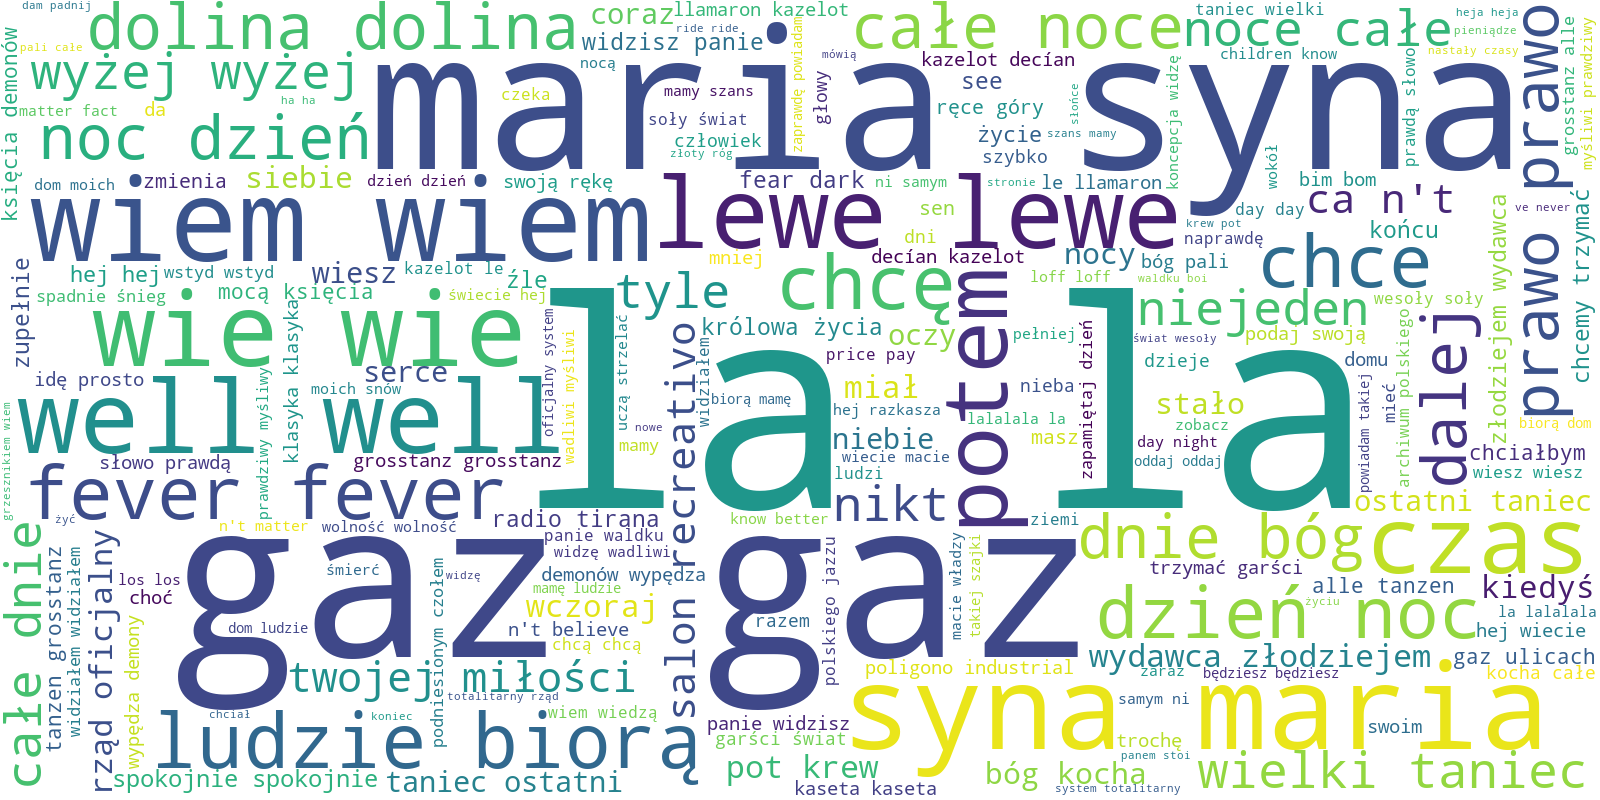 dam padnij
dolina dolina
coraz
llamaron kazelot
całe noce
taniec wielki
noce całe
heja heja
pieniądze
prawo prawo
grosstanz alle
myśliwi prawdziwy
księcia demonów
pali całe
wyżej wyżej
ride ride
widzisz panie
nocą
maria syna
zaprawdę powiadam
mówią
głowy
kazelot decían
see
children know
nastały czasy
prawdą słowo
koncepcja widzę
matter fact
da
ha ha
czeka
mamy szans
soły świat
człowiek
złoty róg
ręce góry
życie
szybko
słońce
szans mamy
wokół
noc dzień
dom moich
zmienia
siebie
dzień dzień
swoją rękę
fear dark
ni samym
stronie
le llamaron
bim bom
ca n't
ve never
wiem wiem
lewe lewe
sen
dni
day day
krew pot
naprawdę
końcu
chcemy trzymać
złodziejem wydawca
zupełnie
hej hej
wstyd wstyd
wiesz
kazelot le
źle
mniej
decían kazelot
nocy
bóg pali
chce
spadnie śnieg
mocą księcia
świecie hej
tyle
chcę
potem
loff loff
waldku boi
niejeden
wesoły soły
dalej
wie wie
klasyka klasyka
oficjalny system
wadliwi myśliwi
uczą strzelać
królowa życia
oczy
pełniej
zapamiętaj dzień
świat wesoły
podaj swoją
archiwum polskiego
idę prosto
prawdziwy myśliwy
serce
moich snów
salon recreativo
widziałem
price pay
miał
nieba
dzieje
domu
powiadam takiej
mieć
well well
la la
nowe
biorą mamę
mamy
hej razkasza
niebie
wiecie macie
ludzi
lalalala la
masz
stało
zobacz
day night
oddaj oddaj
biorą dom
chciałbym
wiesz wiesz
grzesznikiem wiem
słowo prawdą
grosstanz grosstanz
fever fever
nikt
ostatni taniec
żyć
n't matter
wolność wolność
radio tirana
know better
ziemi
panie waldku
widzę wadliwi
dnie bóg
czas
całe dnie
tanzen grosstanz
widziałem widziałem
rząd oficjalny
los los
choć
wypędza demony
gaz gaz
śmierć
podniesionym czołem
widzę
demonów wypędza
mamę ludzie
wczoraj
polskiego jazzu
macie władzy
takiej szajki
trzymać garści
alle tanzen
kiedyś
dzień noc
życiu
la lalalala
hej wiecie
dom ludzie
n't believe
chcą chcą
razem
twojej miłości
poligono industrial
wydawca złodziejem
gaz ulicach
zaraz
będziesz będziesz
kocha całe
totalitarny rząd
chciał
koniec
wiem wiedzą
syna maria
samym ni
swoim
ludzie biorą
panie widzisz
garści świat
trochę
panem stoi
spokojnie spokojnie
taniec ostatni
pot krew
kaseta kaseta
bóg kocha
system totalitarny
wielki taniec